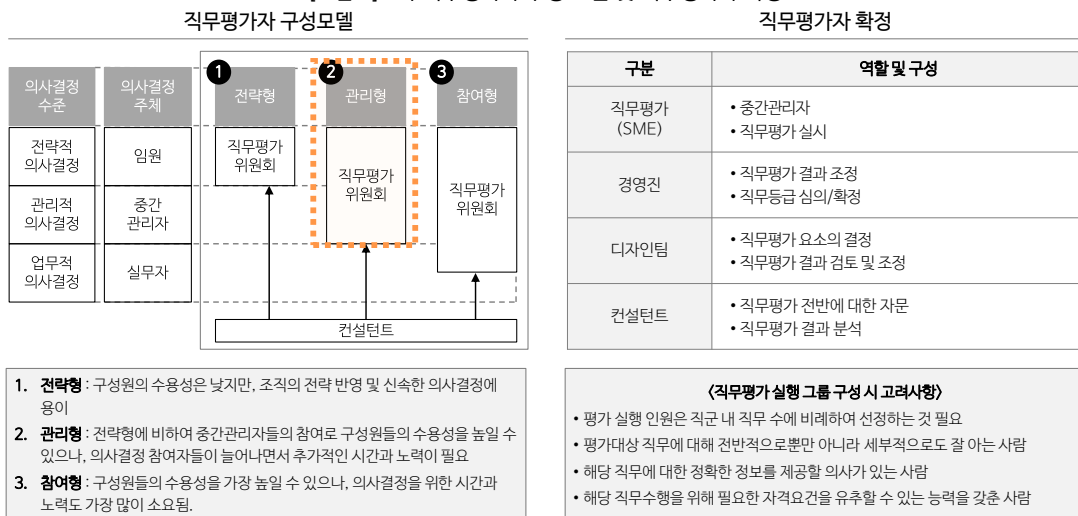 직무평가자 구성모델
의사결정
수준
의사결정
주체
1
전략형
2
관리형
3
참여형
전략적
의사결정
임원
직무평가
위원회
관리적
의사결정
중간
관리자
직무평가
위원회
직무평가
위원회
업무적
의사결정
실무자
컨설턴트
1. 전략형 : 구성원의 수용성은 낮지만, 조직의 전략 반영 및 신속한 의사결정에
용이
2. 관리형 : 전략형에 비하여 중간관리자들의 참여로 구성원들의 수용성을 높일 수
있으나, 의사결정 참여자들이 늘어나면서 추가적인 시간과 노력이 필요
3. 참여형 : 구성원들의 수용성을 가장 높일 수 있으나, 의사결정을 위한 시간과
노력도 가장 많이 소요됨.
직무평가자 확정
구분
역할 및 구성
직무평가
(SME)
• 중간관리자
• 직무평가 실시
경영진
• 직무평가 결과 조정
• 직무등급 심의/확정
디자인팀
• 직무평가 요소의 결정
• 직무평가 결과 검토 및 조정
컨설턴트
• 직무평가 전반에 대한 자문
• 직무평가 결과 분석
〈직무평가 실행 그룹 구성 시 고려사항〉
• 평가 실행 인원은 직군 내 직무 수에 비례하여 선정하는 것 필요
• 평가대상 직무에 대해 전반적으로뿐만 아니라 세부적으로도 잘 아는 사람
• 해당 직무에 대한 정확한 정보를 제공할 의사가 있는 사람
• 해당 직무수행을 위해 필요한 자격요건을 유추할 수 있는 능력을 갖춘 사람